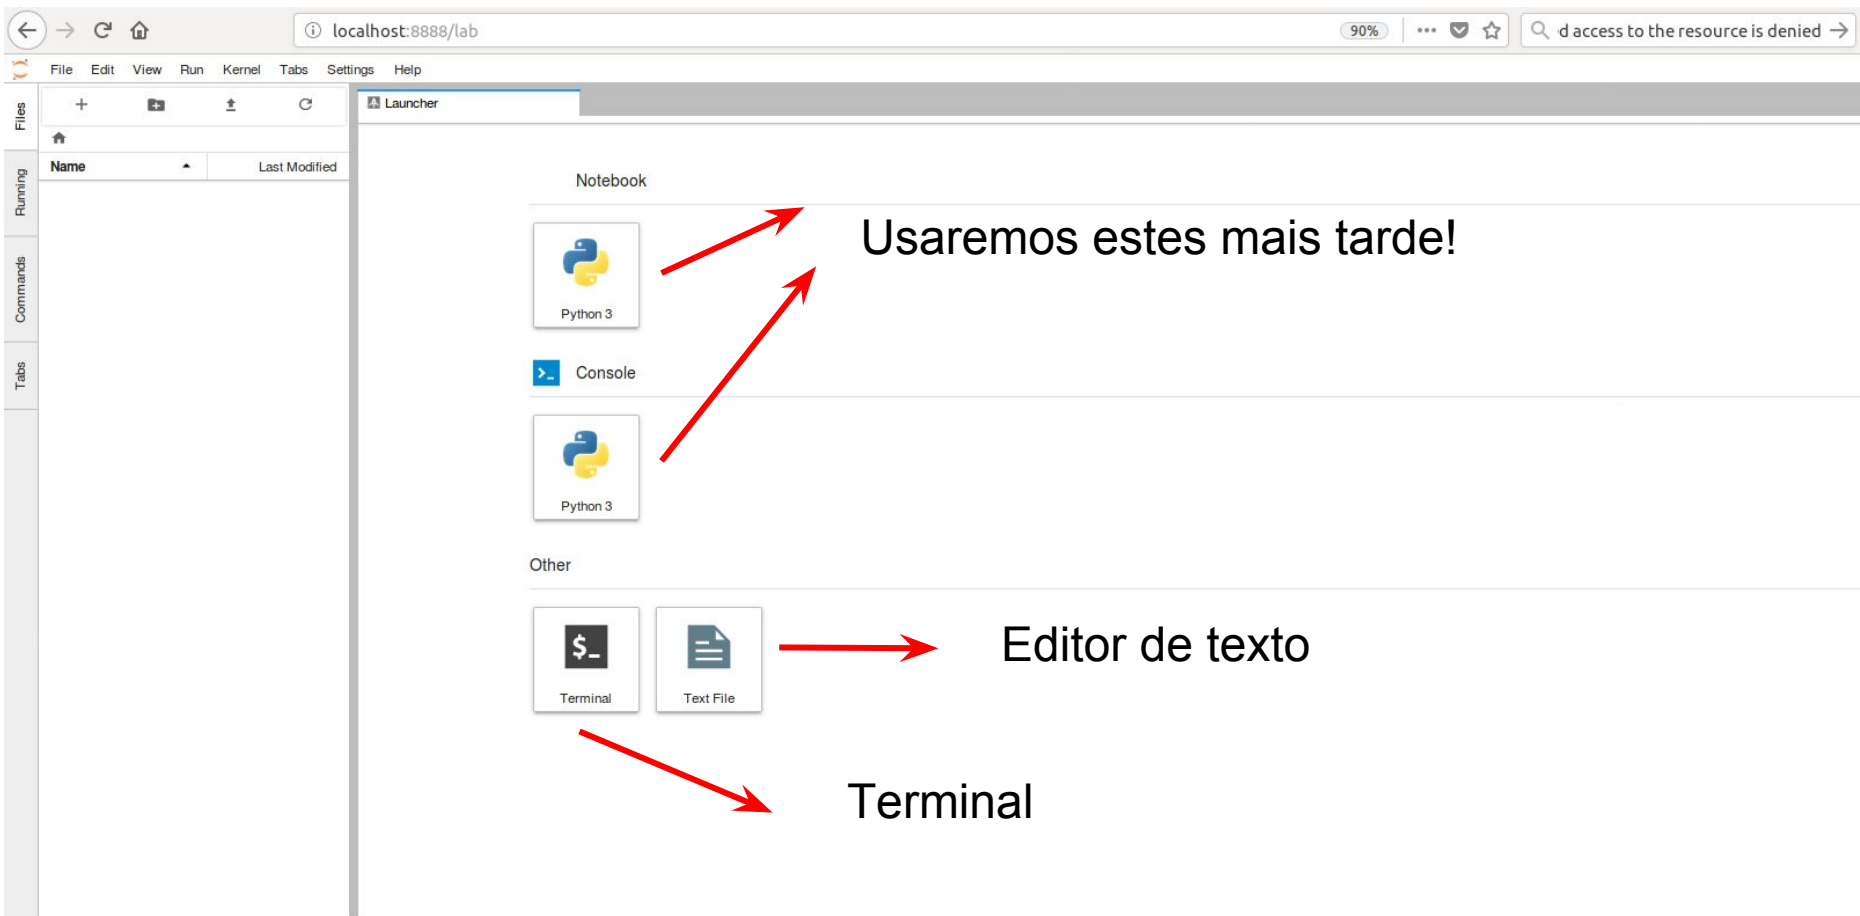 localhost:8888/lab
90%
d access to the resource is denied
File Edit View Run Kernel Tabs Settings Help
Files
Running
Commands
Tabs
Name Last Modified
Launcher
Notebook
Usaremos estes mais tarde!
Python 3
>_ Console
Python 3
Other
$_
Editor de texto
Terminal Text File
Terminal